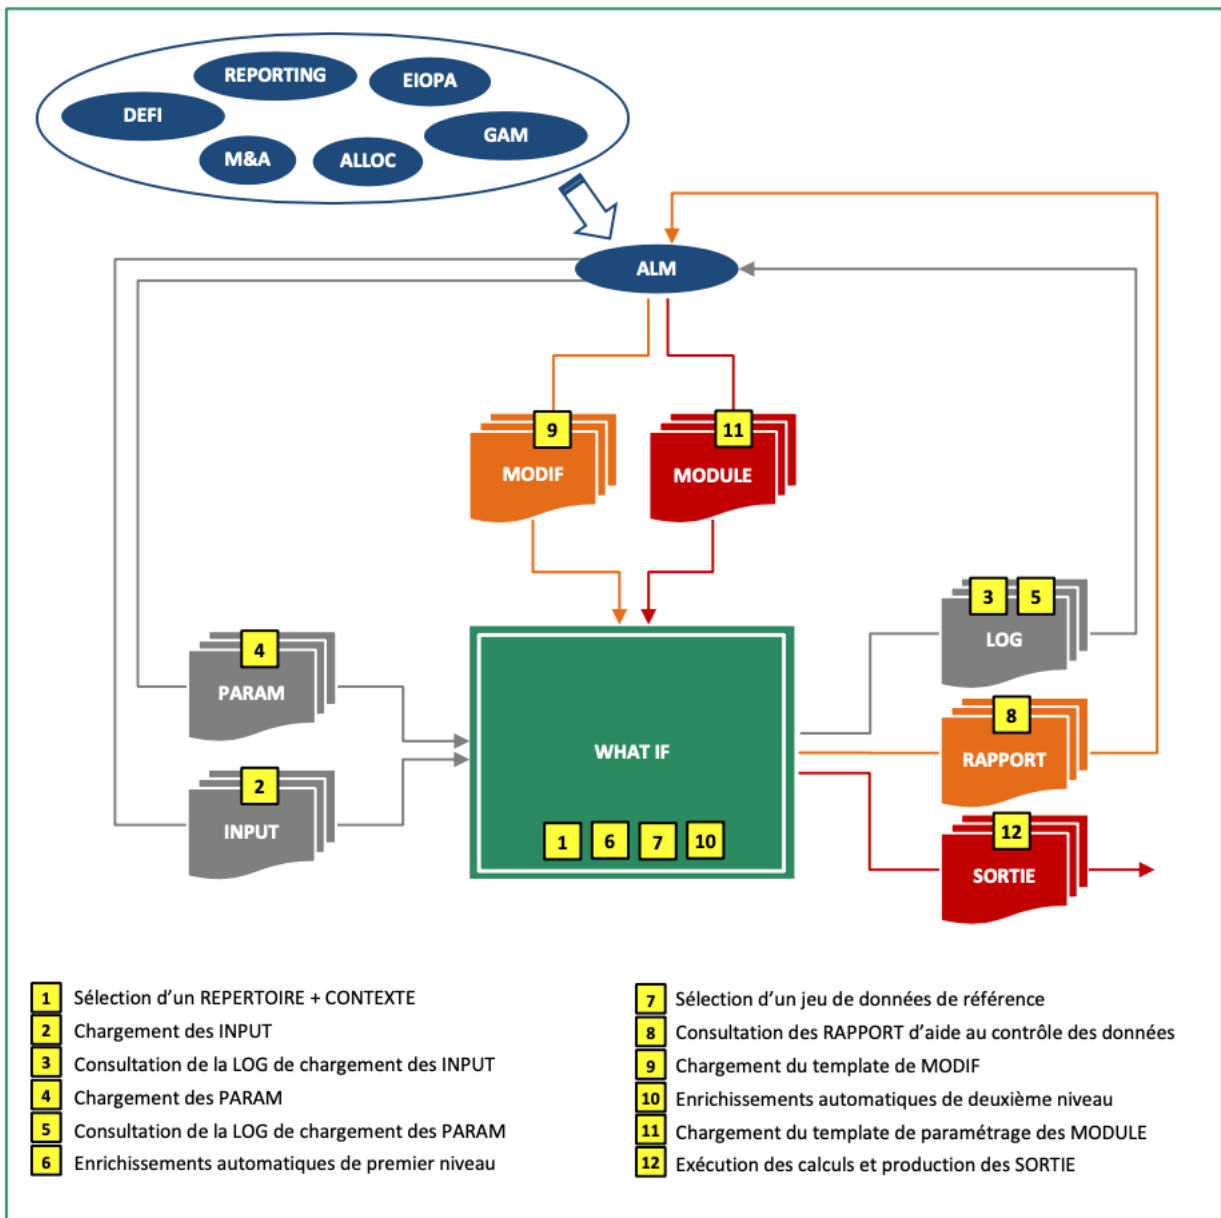 REPORTING
EIOPA
DEFI
GAM
M&A
ALLOC
ALM
9
11
MODIF
MODULE
3
5
LOG
4
PARAM
8
RAPPORT
WHAT IF
2
INPUT
1
6
7
10
12
SORTIE
1 Sélection d'un REPERTOIRE + CONTEXTE
2 Chargement des INPUT
3 Consultation de la LOG de chargement des INPUT
4 Chargement des PARAM
5 Consultation de la LOG de chargement des PARAM
6 Enrichissements automatiques de premier niveau
7 Sélection d'un jeu de données de référence
8 Consultation des RAPPORT d'aide au contrôle des données
9 Chargement du template de MODIF
10 Enrichissements automatiques de deuxième niveau
11 Chargement du template de paramétrage des MODULE
12 Exécution des calculs et production des SORTIE